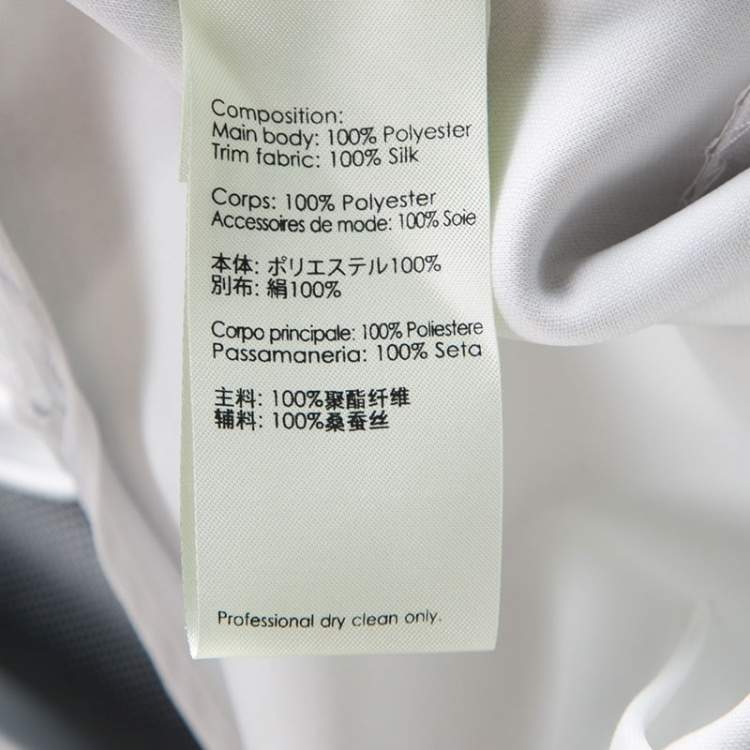 Composition:
Main body: 100% Polyester
Trim fabric: 100% Silk
Corps: 100% Polyester
Accessoires de mode: 100% Soie
本体: ポリエステル100%
別布: 絹100%
Corpo principale: 100% Poliestere
Passamaneria: 100% Seta
主料: 100%聚酯纤维
辅料: 100%桑蚕丝
Professional dry clean only.